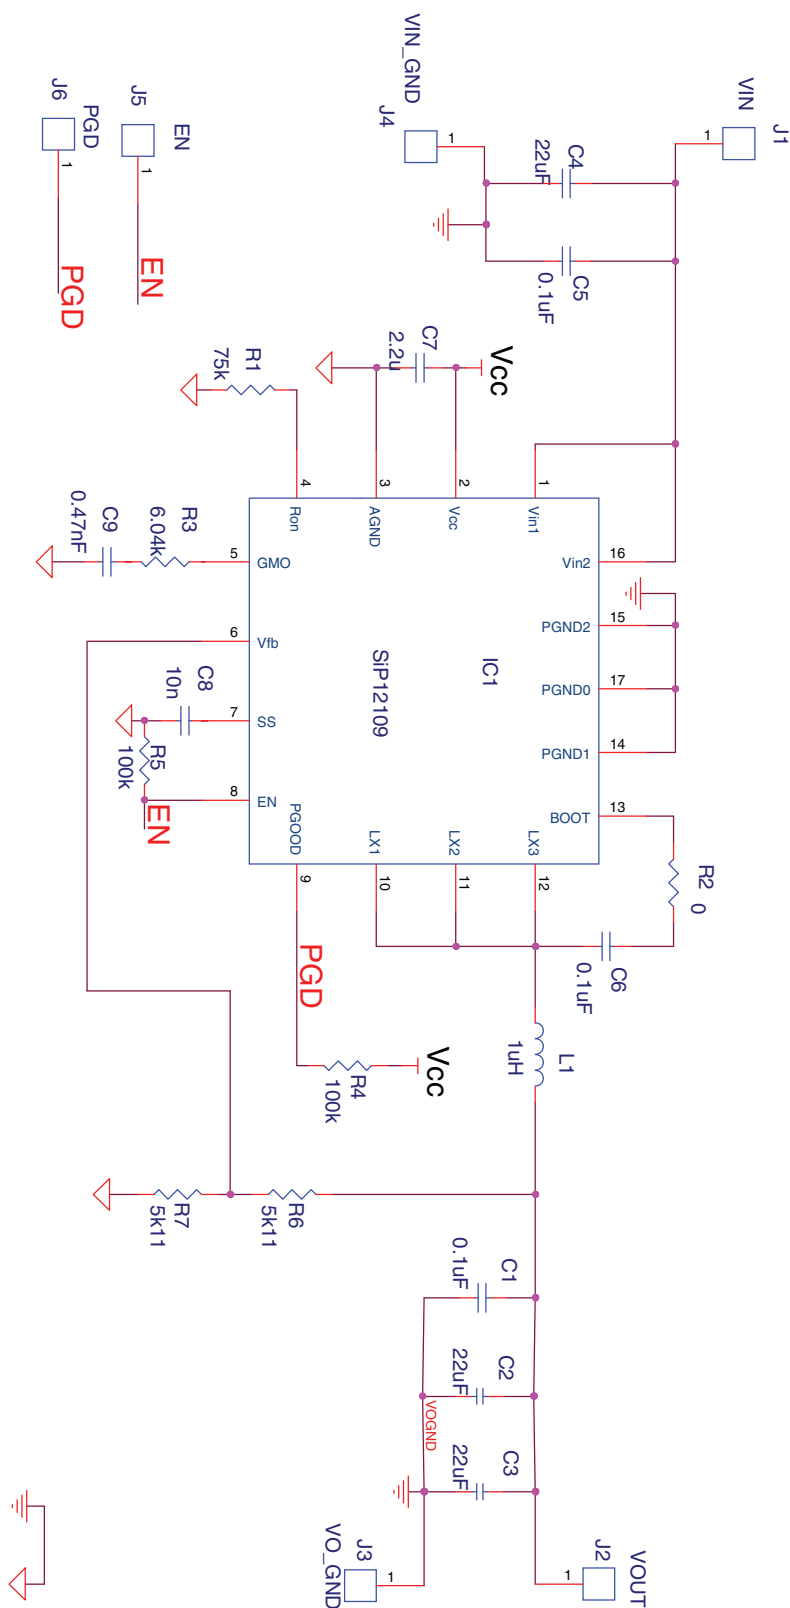 VIN
J1
1
VIN_GND
J4
1
C4
22uF
C5
0.1uF
J5
EN
1
EN
J6
PGD
1
PGD
Vcc
C7
2.2u
R1
75k
4
3
2
1
Ron
AGND
Vcc
Vin1
Vin2
16
PGND2
15
PGND0
17
PGND1
14
BOOT
13
IC1
SiP12109
5
GMO
6
Vfb
7
SS
8
EN
R3
6.04k
C9
0.47nF
C8
10n
R5
100k
EN
PGOOD
LX1
LX2
LX3
9
10
11
12
R2
0
C6
0.1uF
PGD
Vcc
R4
100k
L1
1uH
R6
5k11
R7
5k11
C1
0.1uF
C2
22uF
VOGND
C3
22uF
VOUT
J2
1
VO_GND
J3
1